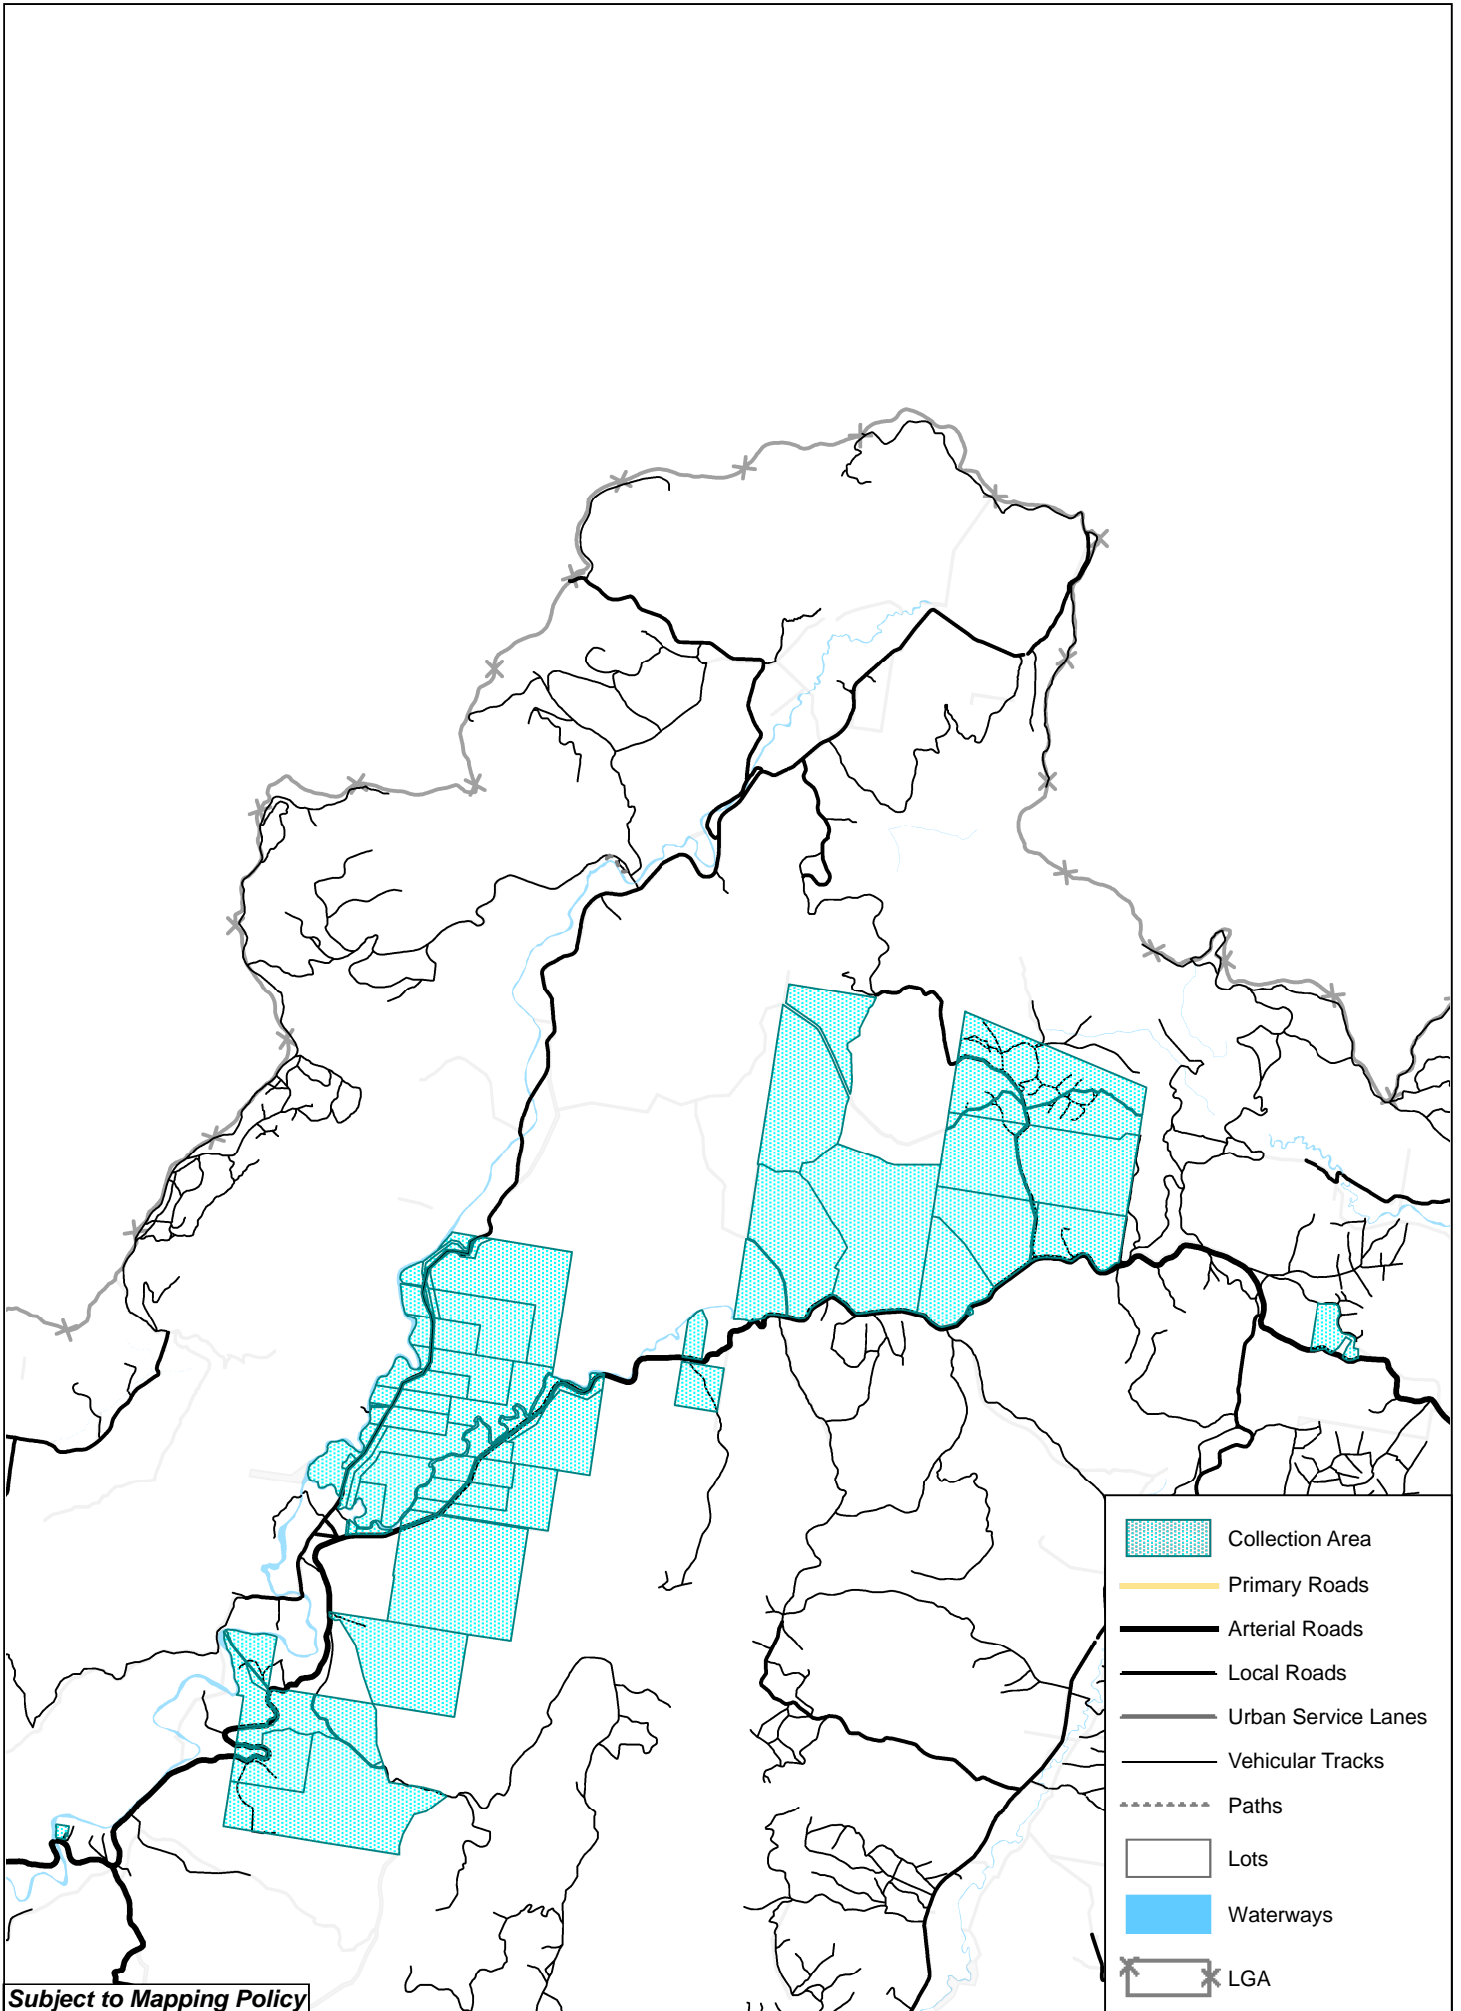 Collection Area
Primary Roads
Arterial Roads
Local Roads
Urban Service Lanes
Vehicular Tracks
Paths
Lots
Waterways
LGA
Subject to Mapping Policy